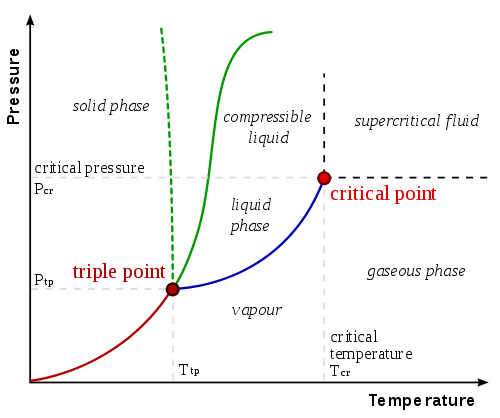 Pressure
solid phase
compressible
liquid
supercritical fluid
critical pressure
Pcr
critical point
liquid
phase
triple point
gaseous phase
Ptp
vapour
critical
temperature
Ttp
Tcr
Temperature